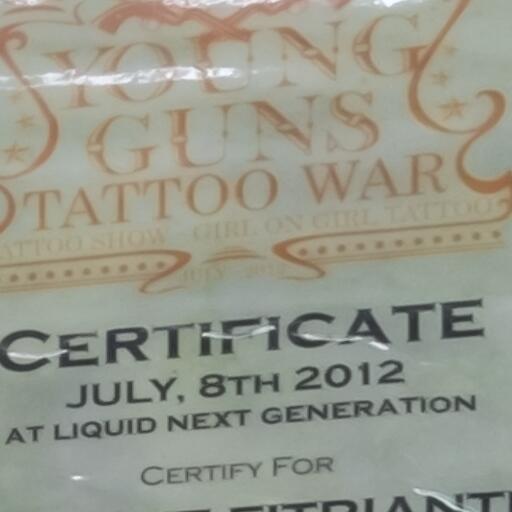 YOUNG
GUNS
TATTOO WAR
TATTOO SHOW - GIRL ON GIRL TATTOO
JULY 2012
CERTIFICATE
JULY, 8TH 2012
AT LIQUID NEXT GENERATION
CERTIFY FOR
FITRIANTI